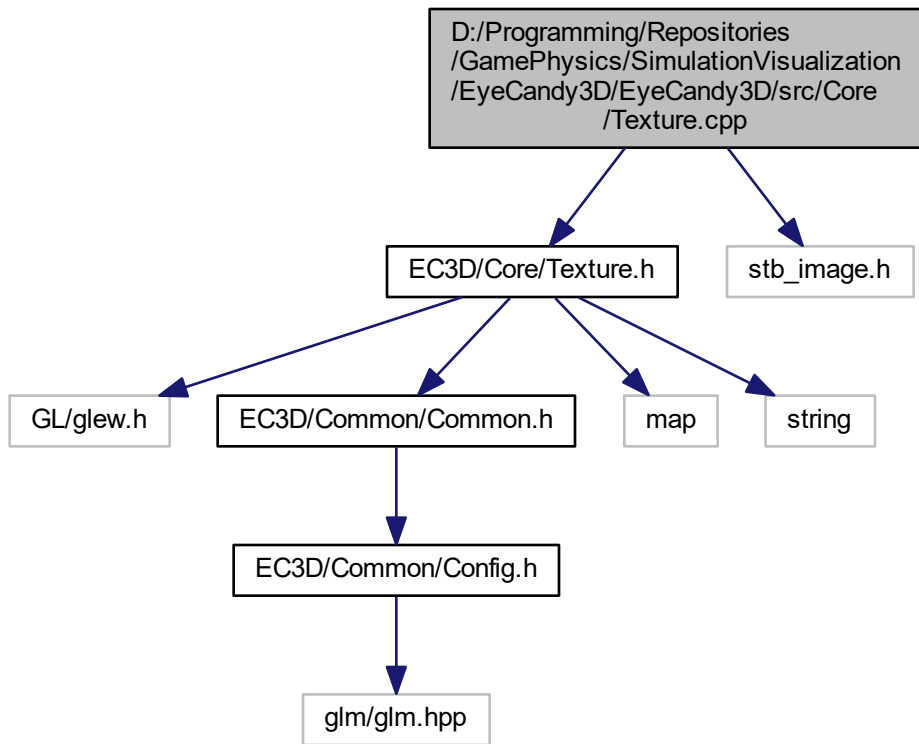 D:/Programming/Repositories
/GamePhysics/SimulationVisualization
/EyeCandy3D/EyeCandy3D/src/Core
/Texture.cpp
EC3D/Core/Texture.h
stb_image.h
GL/glew.h
EC3D/Common/Common.h
map
string
EC3D/Common/Config.h
glm/glm.hpp